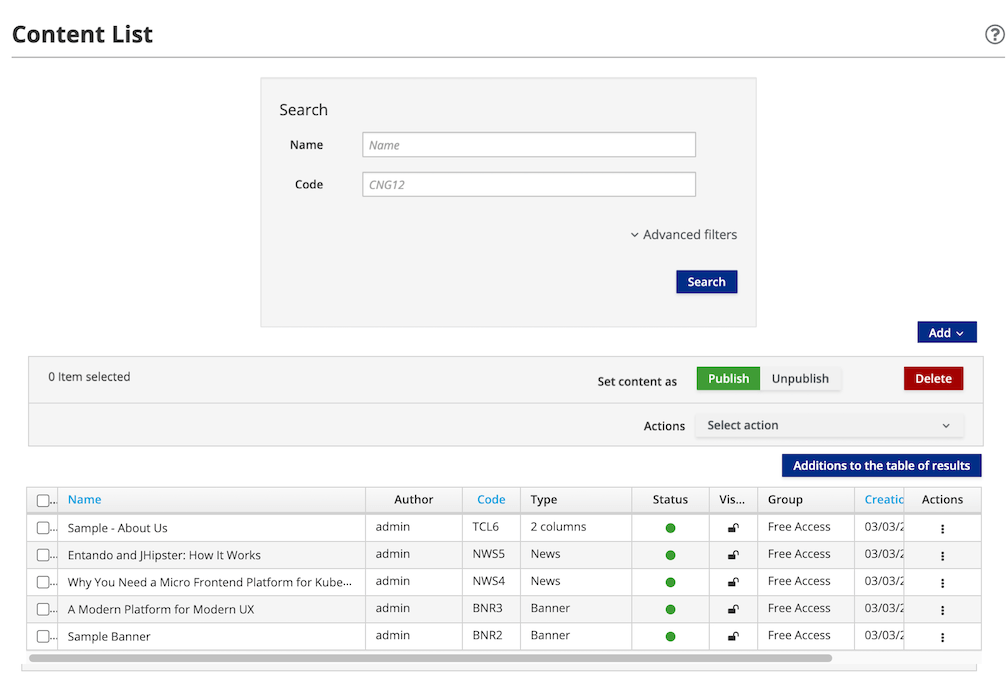 Content List
Search
Name Name
Code CNG12
Advanced filters
Search
Add
0 Item selected Set content as Publish Unpublish Delete
Actions Select action
Additions to the table of results
... Name Author Code Type Status Vis... Group Creatic Actions
... Sample - About Us admin TCL6 2 columns Free Access 03/03/2
... Entando and JHipster: How It Works admin NWS5 News Free Access 03/03/2
... Why You Need a Micro Frontend Platform for Kube... admin NWS4 News Free Access 03/03/2
... A Modern Platform for Modern UX admin BNR3 Banner Free Access 03/03/2
... Sample Banner admin BNR2 Banner Free Access 03/03/2